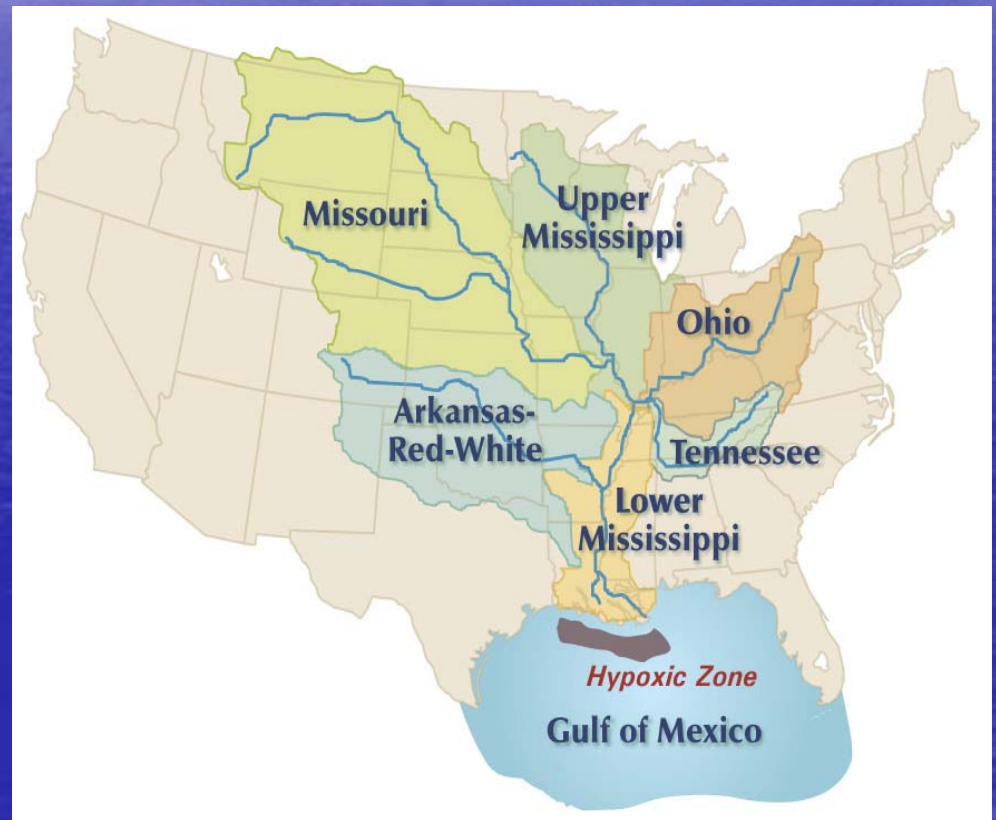 Missouri
Upper
Mississippi
Ohio
Arkansas-
Red-White
Tennessee
Lower
Mississippi
Hypoxic Zone
Gulf of Mexico